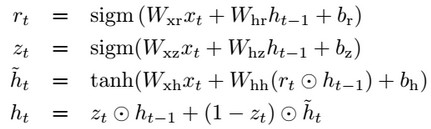 r_t = sigm (W_xr x_t + W_hr h_{t−1} + b_r)
z_t = sigm(W_xz x_t + W_hz h_{t−1} + b_z)
h̃_t = tanh(W_xh x_t + W_hh(r_t ⊙ h_{t−1}) + b_h)
h_t = z_t ⊙ h_{t−1} + (1 − z_t) ⊙ h̃_t